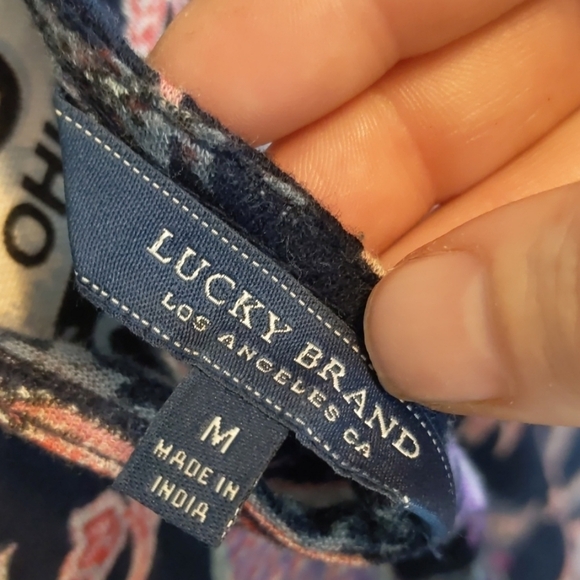 LUCKY BRAND
LOS ANGELES CA
M
MADE IN
INDIA